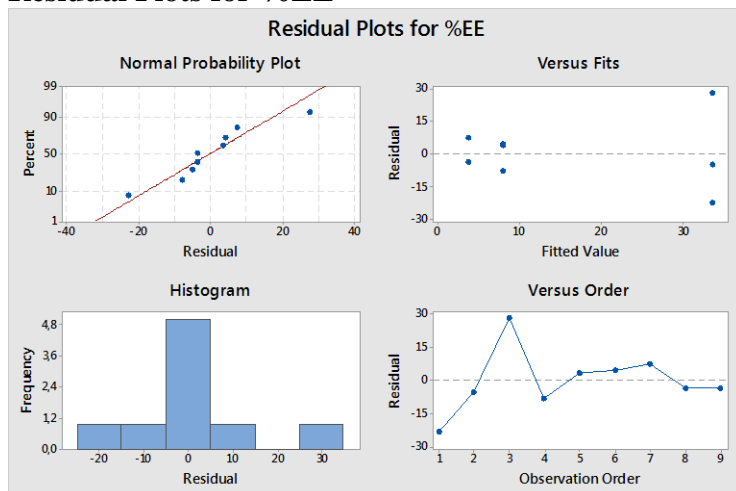 Residual Plots for %EE
Normal Probability Plot
99
90
50
10
1
Percent
-40 -20 0 20 40
Residual
Versus Fits
30
15
0
-15
-30
Residual
0 10 20 30
Fitted Value
Histogram
4,8
3,6
2,4
1,2
0,0
Frequency
-20 -10 0 10 20 30
Residual
Versus Order
30
15
0
-15
-30
Residual
1 2 3 4 5 6 7 8 9
Observation Order